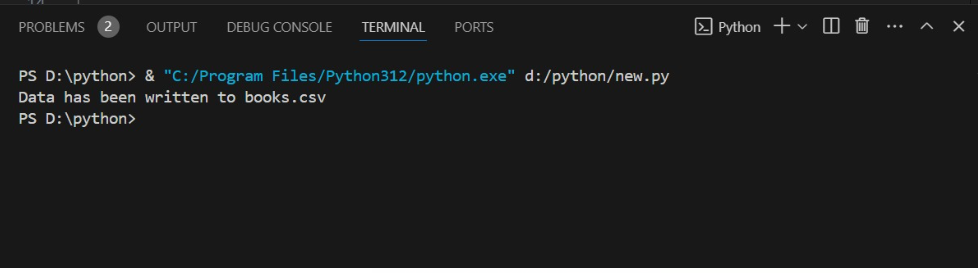 PROBLEMS 2 OUTPUT DEBUG CONSOLE TERMINAL PORTS Python
PS D:\python> & "C:/Program Files/Python312/python.exe" d:/python/new.py
Data has been written to books.csv
PS D:\python>